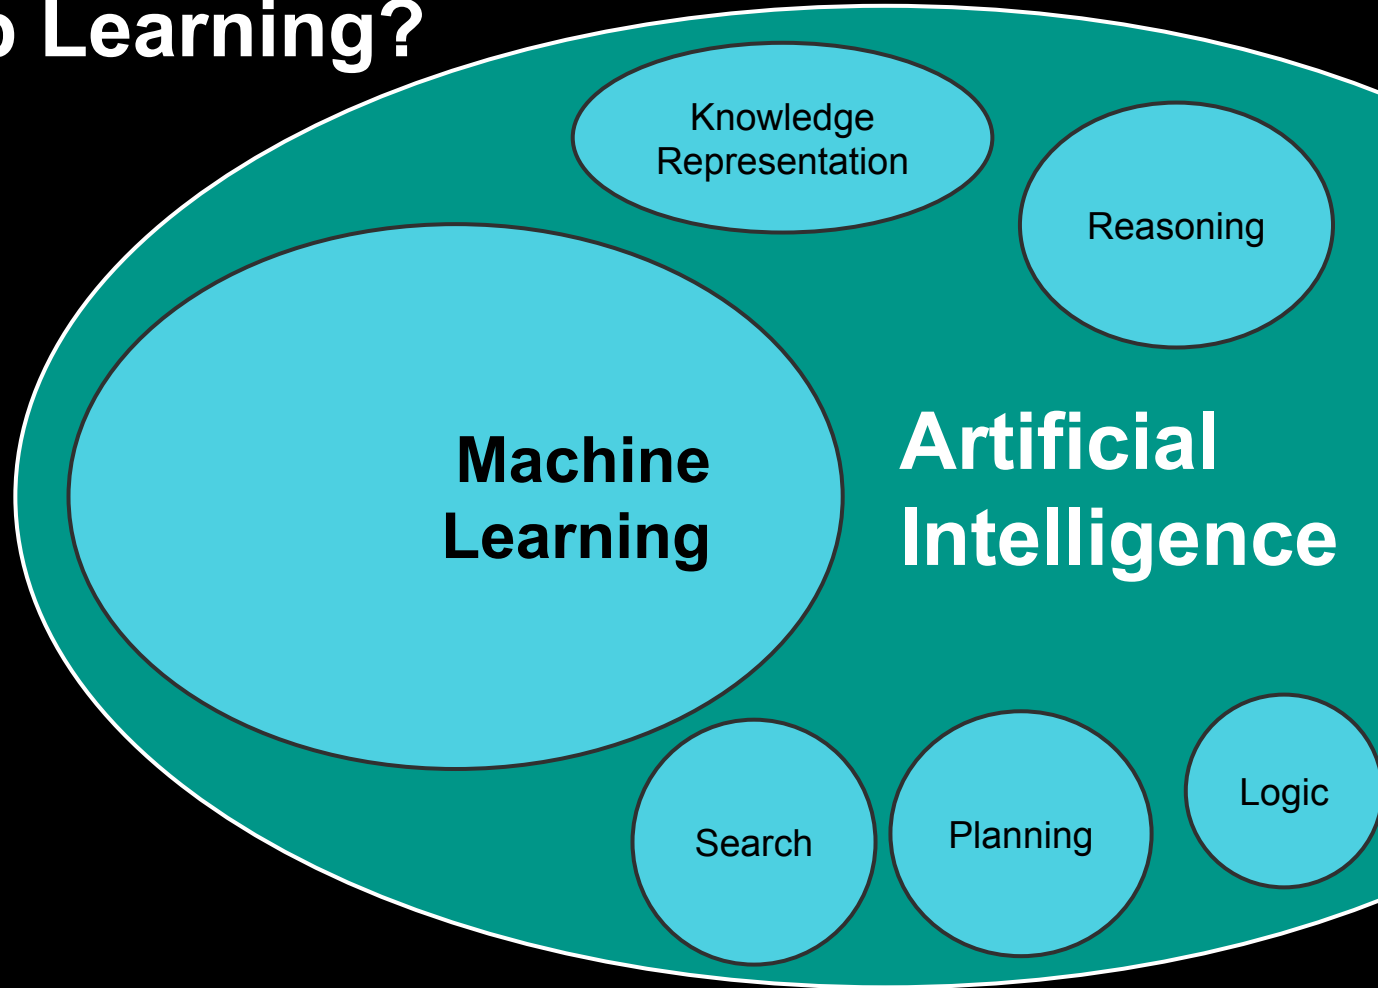 Learning?
Knowledge
Representation
Reasoning
Machine
Learning
Artificial
Intelligence
Search
Planning
Logic